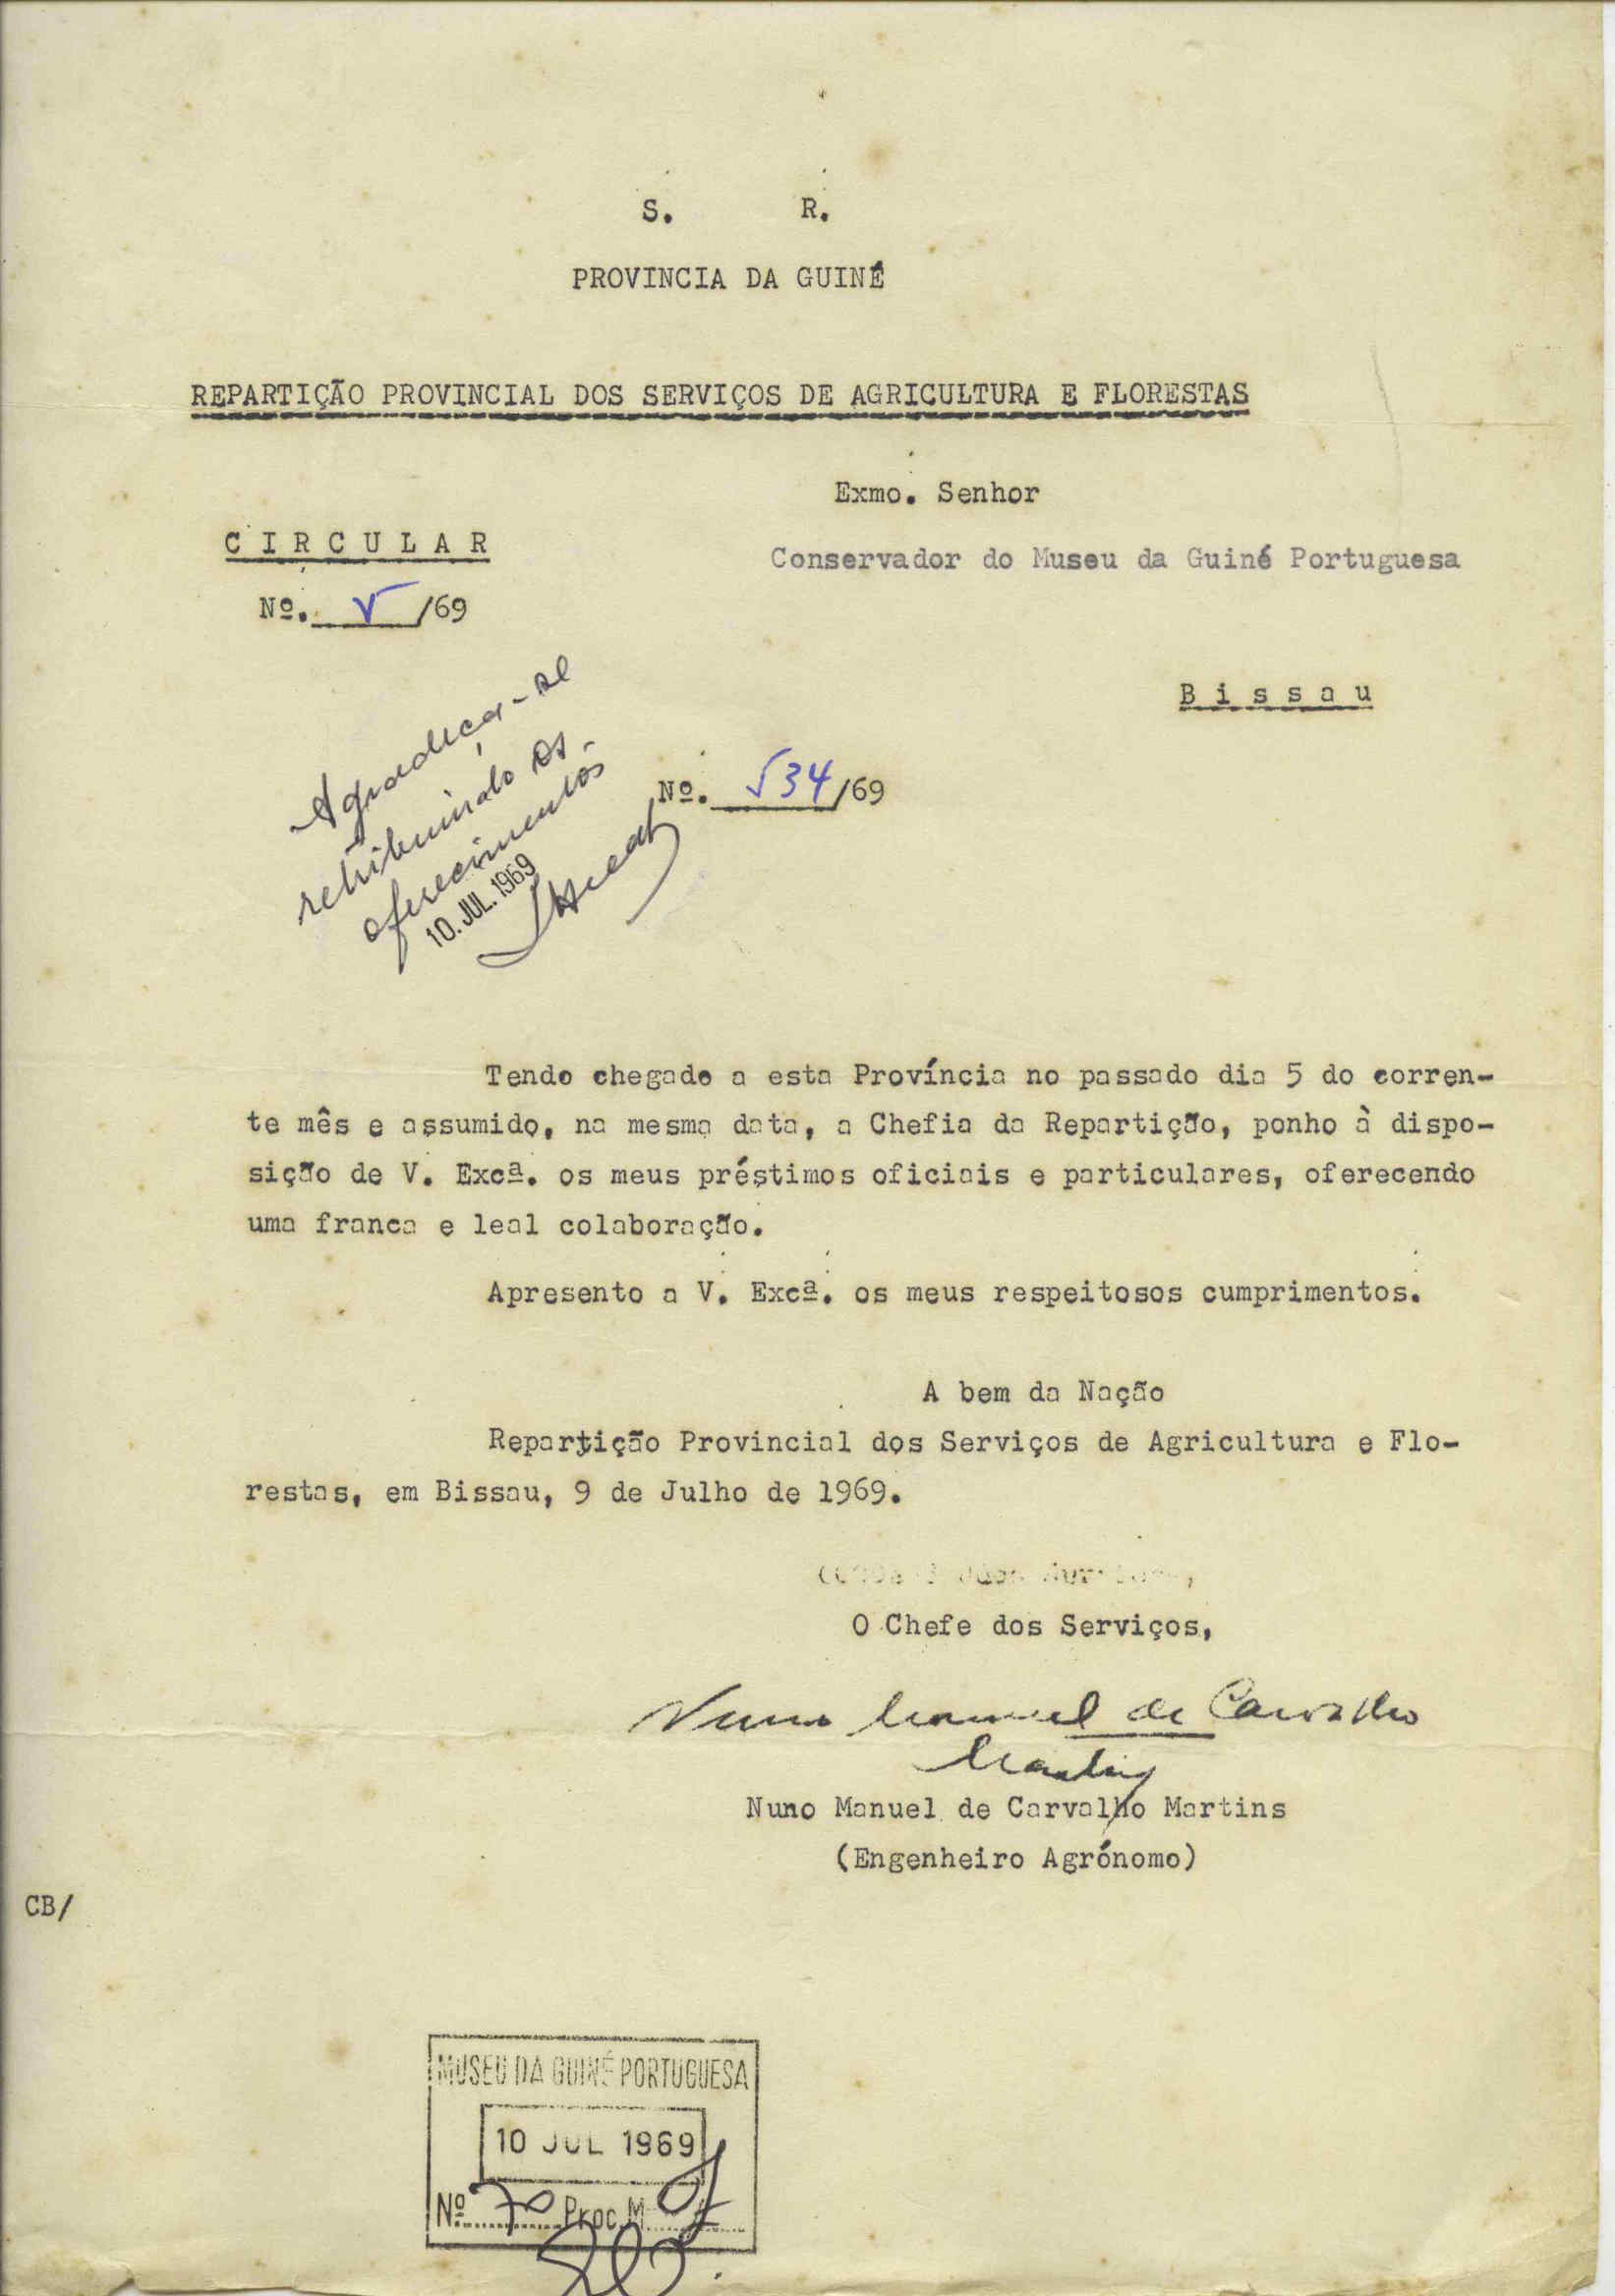 S. R.
PROVINCIA DA GUINÉ
REPARTIÇÃO PROVINCIAL DOS SERVIÇOS DE AGRICULTURA E FLORESTAS
Exmo. Senhor
CIRCULAR
Conservador do Museu da Guiné Portuguesa
Nº. 5/69
Bissau
Agradeça-se
retribuindo os
oferecimentos
10. JUL. 1969
Nº. 534/69
Tendo chegado a esta Província no passado dia 5 do corren-
te mês e assumido, na mesma data, a Chefia da Repartição, ponho à dispo-
sição de V. Excª. os meus préstimos oficiais e particulares, oferecendo
uma franca e leal colaboração.
Apresento a V. Excª. os meus respeitosos cumprimentos.
A bem da Nação
Repartição Provincial dos Serviços de Agricultura e Flo-
restas, em Bissau, 9 de Julho de 1969.
O Chefe dos Serviços,
Nuno Manuel de Carvalho
Martins
Nuno Manuel de Carvalho Martins
(Engenheiro Agrónomo)
CB/
MUSEU DA GUINÉ PORTUGUESA
10 JUL 1969
Nº 70 Proc. M